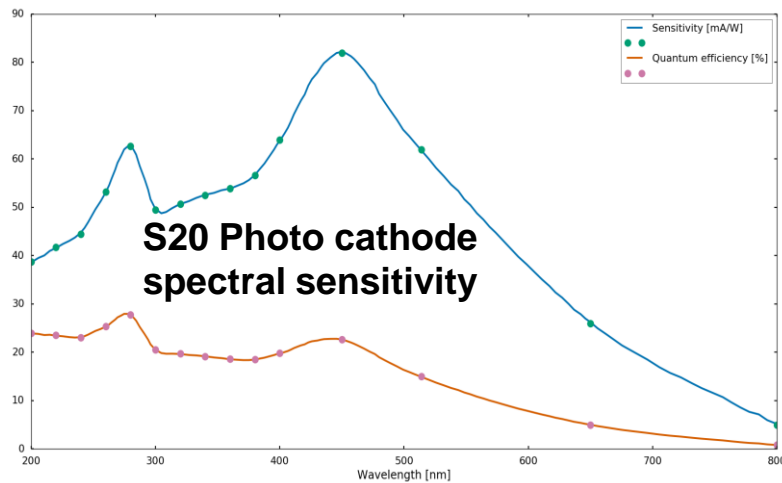 90
80
70
60
50
40
30
20
10
0
Sensitivity [mA/W]
Quantum efficiency [%]
S20 Photo cathode
spectral sensitivity
200 300 400 500 600 700 800
Wavelength [nm]